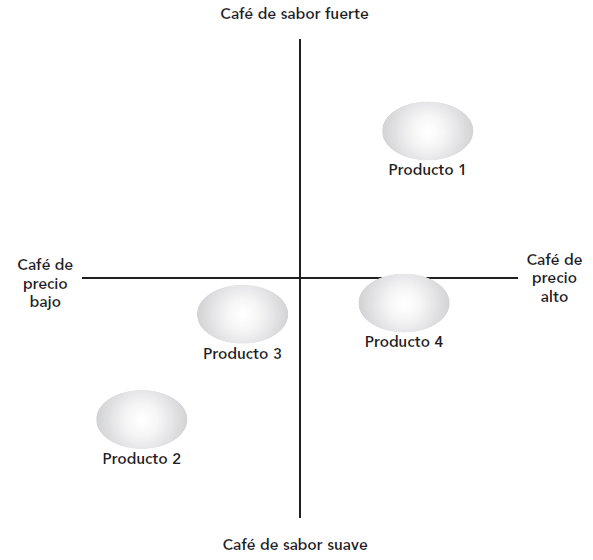 Café de sabor fuerte
Producto 1
Café de
precio
bajo
Café de
precio
alto
Producto 4
Producto 3
Producto 2
Café de sabor suave